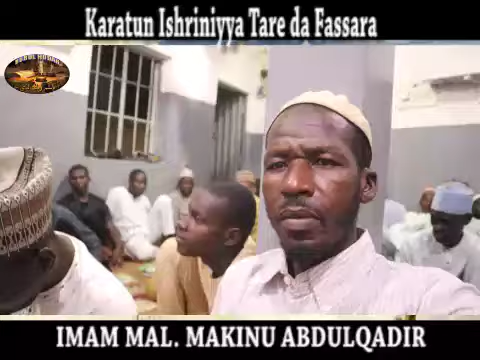 Karatun Ishriniyya Tare da Fassara
IMAM MAL. MAKINU ABDULQADIR